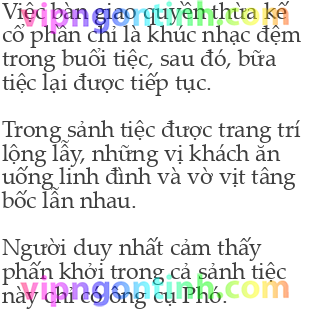 Việc bàn giao quyền thừa kế
cổ phần chỉ là khúc nhạc đệm
trong buổi tiệc, sau đó, bữa
tiệc lại được tiếp tục.

Trong sảnh tiệc được trang trí
lộng lẫy, những vị khách ăn
uống linh đình và vờ vịt tâng
bốc lẫn nhau.

Người duy nhất cảm thấy
phấn khởi trong cả sảnh tiệc
này chỉ có ông cụ Phó.
vipngontinh.com
vipngontinh.com